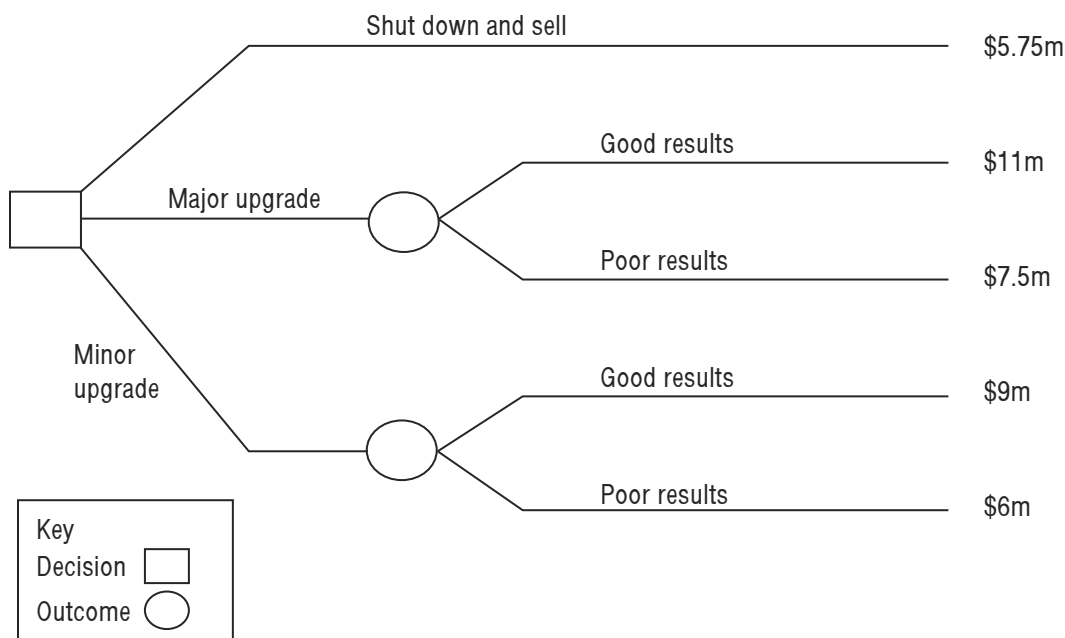 Shut down and sell
$5.75m
Good results
$11m
Major upgrade
Poor results
$7.5m
Minor
upgrade
Good results
$9m
Poor results
$6m
Key
Decision
Outcome